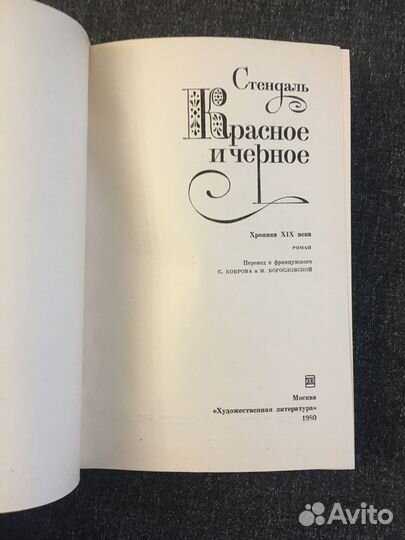 Стендаль
Красное
и черное
Хроника XIX века
РОМАН
Перевод с французского
С. БОБРОВА и М. БОГОСЛОВСКОЙ
Москва
«Художественная литература»
1980
Avito